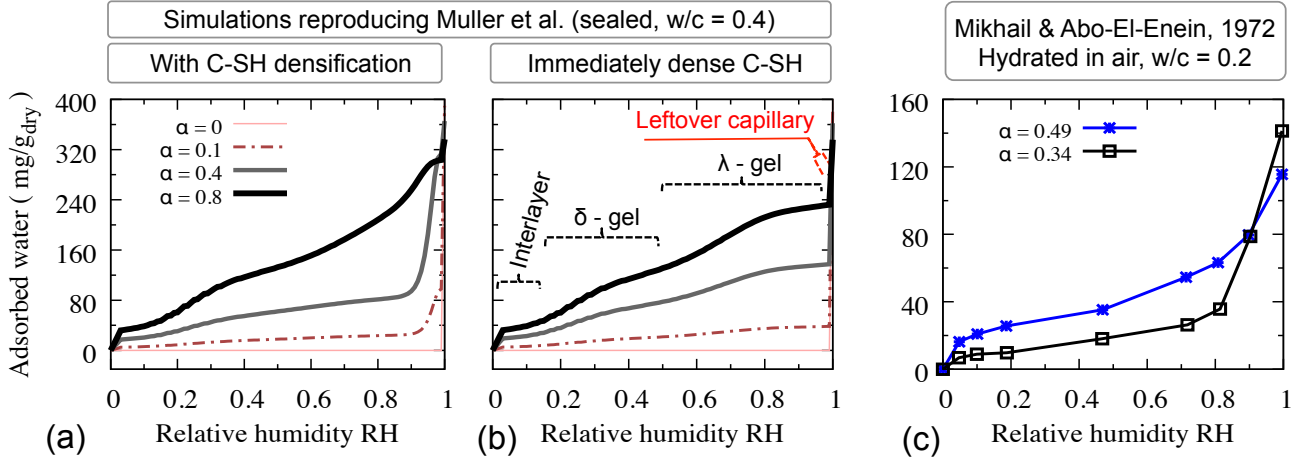 Simulations reproducing Muller et al. (sealed, w/c = 0.4)
With C-SH densification
Immediately dense C-SH
Mikhail & Abo-El-Enein, 1972
Hydrated in air, w/c = 0.2
Adsorbed water ( mg/g_dry )
400
320
240
160
80
0
α = 0
α = 0.1
α = 0.4
α = 0.8
0 0.2 0.4 0.6 0.8 1
Relative humidity RH
(a)
Leftover capillary
λ - gel
δ - gel
Interlayer
0 0.2 0.4 0.6 0.8 1
Relative humidity RH
(b)
160
120
80
40
0
α = 0.49
α = 0.34
0 0.2 0.4 0.6 0.8 1
Relative humidity RH
(c)